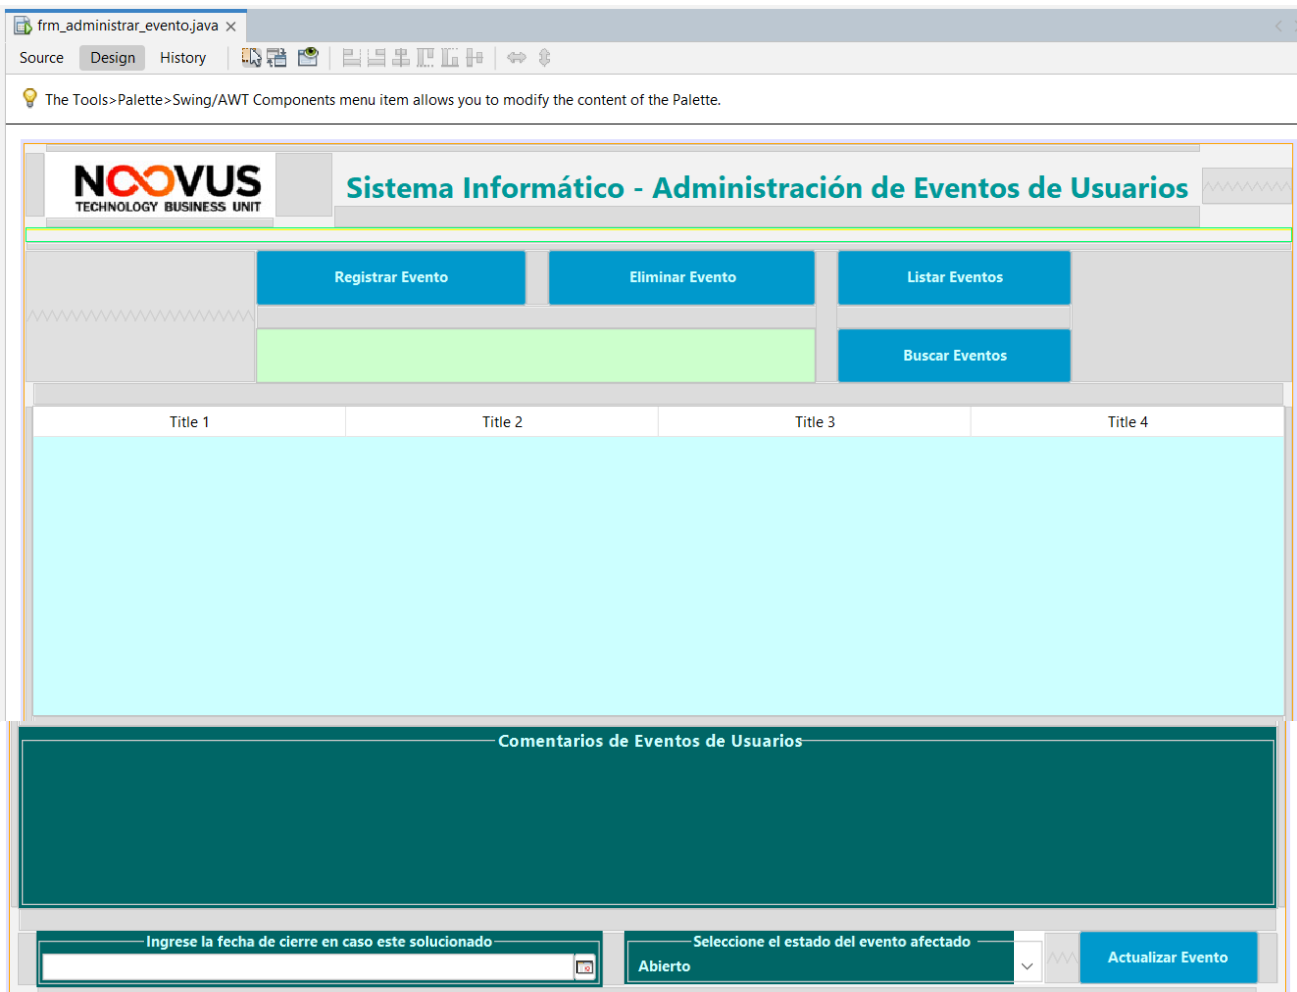 frm_administrar_evento.java
Source Design History
The Tools>Palette>Swing/AWT Components menu item allows you to modify the content of the Palette.
NOOVUS
TECHNOLOGY BUSINESS UNIT
Sistema Informático - Administración de Eventos de Usuarios
Registrar Evento Eliminar Evento Listar Eventos
Buscar Eventos
Title 1 Title 2 Title 3 Title 4
Comentarios de Eventos de Usuarios
Ingrese la fecha de cierre en caso este solucionado
Seleccione el estado del evento afectado
Abierto
Actualizar Evento